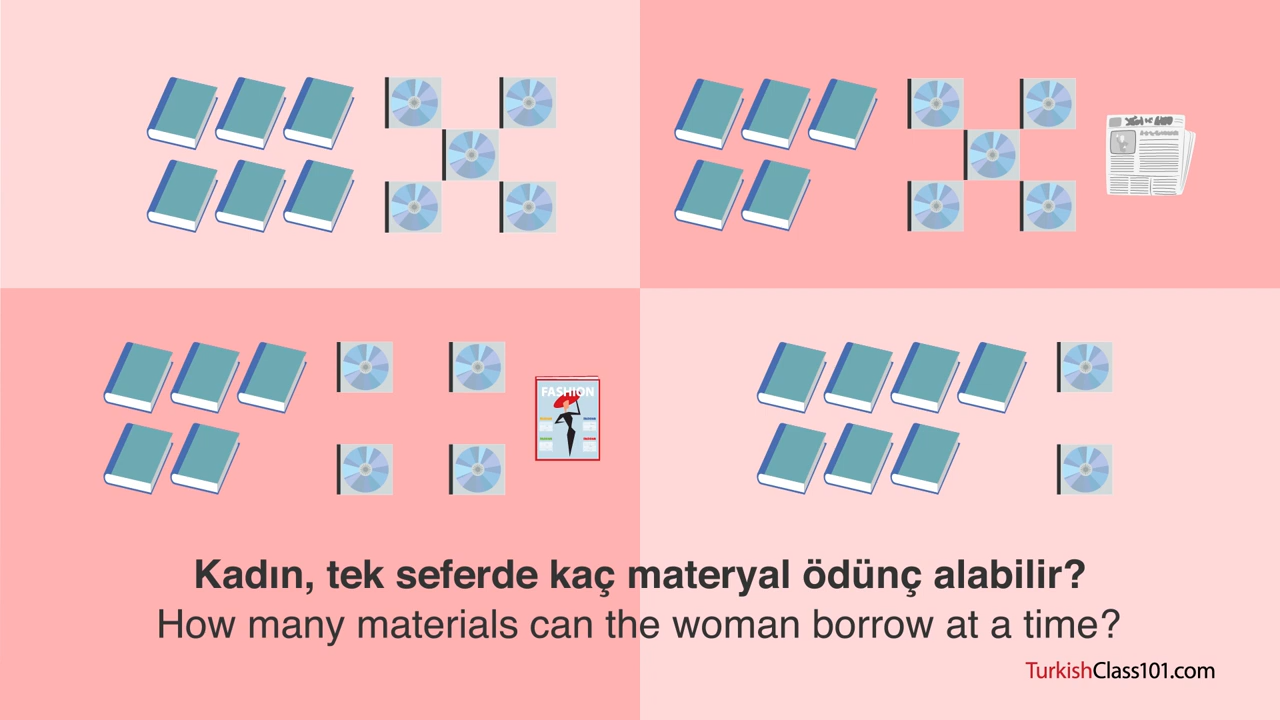 FASHION
Kadın, tek seferde kaç materyal ödünç alabilir?
How many materials can the woman borrow at a time?
TurkishClass101.com